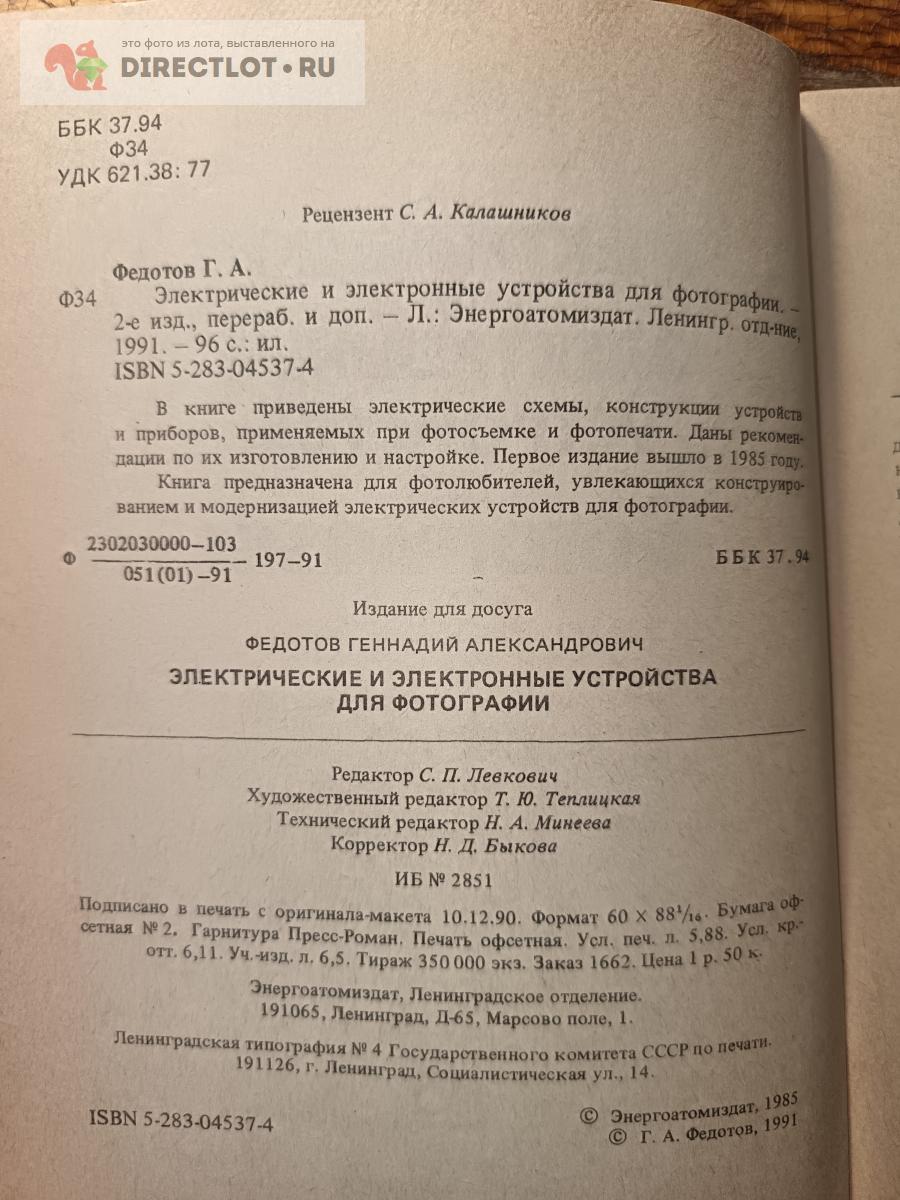 это фото из лота, выставленного на
DIRECTLOT.RU
ББК 37.94
Ф34
УДК 621.38: 77
Рецензент С. А. Калашников
Федотов Г. А.
Ф34 Электрические и электронные устройства для фотографии. –
2-е изд., перераб. и доп. – Л.: Энергоатомиздат. Ленингр. отд-ние,
1991. – 96 с.: ил.
ISBN 5-283-04537-4
В книге приведены электрические схемы, конструкции устройств
и приборов, применяемых при фотосъемке и фотопечати. Даны рекомен-
дации по их изготовлению и настройке. Первое издание вышло в 1985 году.
Книга предназначена для фотолюбителей, увлекающихся конструиро-
ванием и модернизацией электрических устройств для фотографии.
Ф 2302030000–103
051(01)–91 197–91 ББК 37.94
Издание для досуга
ФЕДОТОВ ГЕННАДИЙ АЛЕКСАНДРОВИЧ
ЭЛЕКТРИЧЕСКИЕ И ЭЛЕКТРОННЫЕ УСТРОЙСТВА
ДЛЯ ФОТОГРАФИИ
Редактор С. П. Левкович
Художественный редактор Т. Ю. Теплицкая
Технический редактор Н. А. Минеева
Корректор Н. Д. Быкова
ИБ № 2851
Подписано в печать с оригинала-макета 10.12.90. Формат 60 X 88 1/16. Бумага оф-
сетная № 2. Гарнитура Пресс-Роман. Печать офсетная. Усл. печ. л. 5,88. Усл. кр.-
отт. 6,11. Уч.-изд. л. 6,5. Тираж 350 000 экз. Заказ 1662. Цена 1 р. 50 к.
Энергоатомиздат, Ленинградское отделение.
191065, Ленинград, Д-65, Марсово поле, 1.
Ленинградская типография № 4 Государственного комитета СССР по печати.
191126, г. Ленинград, Социалистическая ул., 14.
ISBN 5-283-04537-4 © Энергоатомиздат, 1985
© Г. А. Федотов, 1991